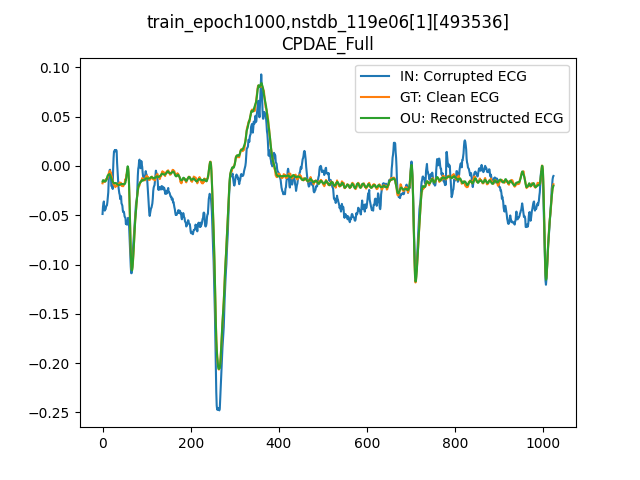 train_epoch1000,nstdb_119e06[1][493536]
CPDAE_Full
IN: Corrupted ECG
GT: Clean ECG
OU: Reconstructed ECG
0.10
0.05
0.00
−0.05
−0.10
−0.15
−0.20
−0.25
0 200 400 600 800 1000